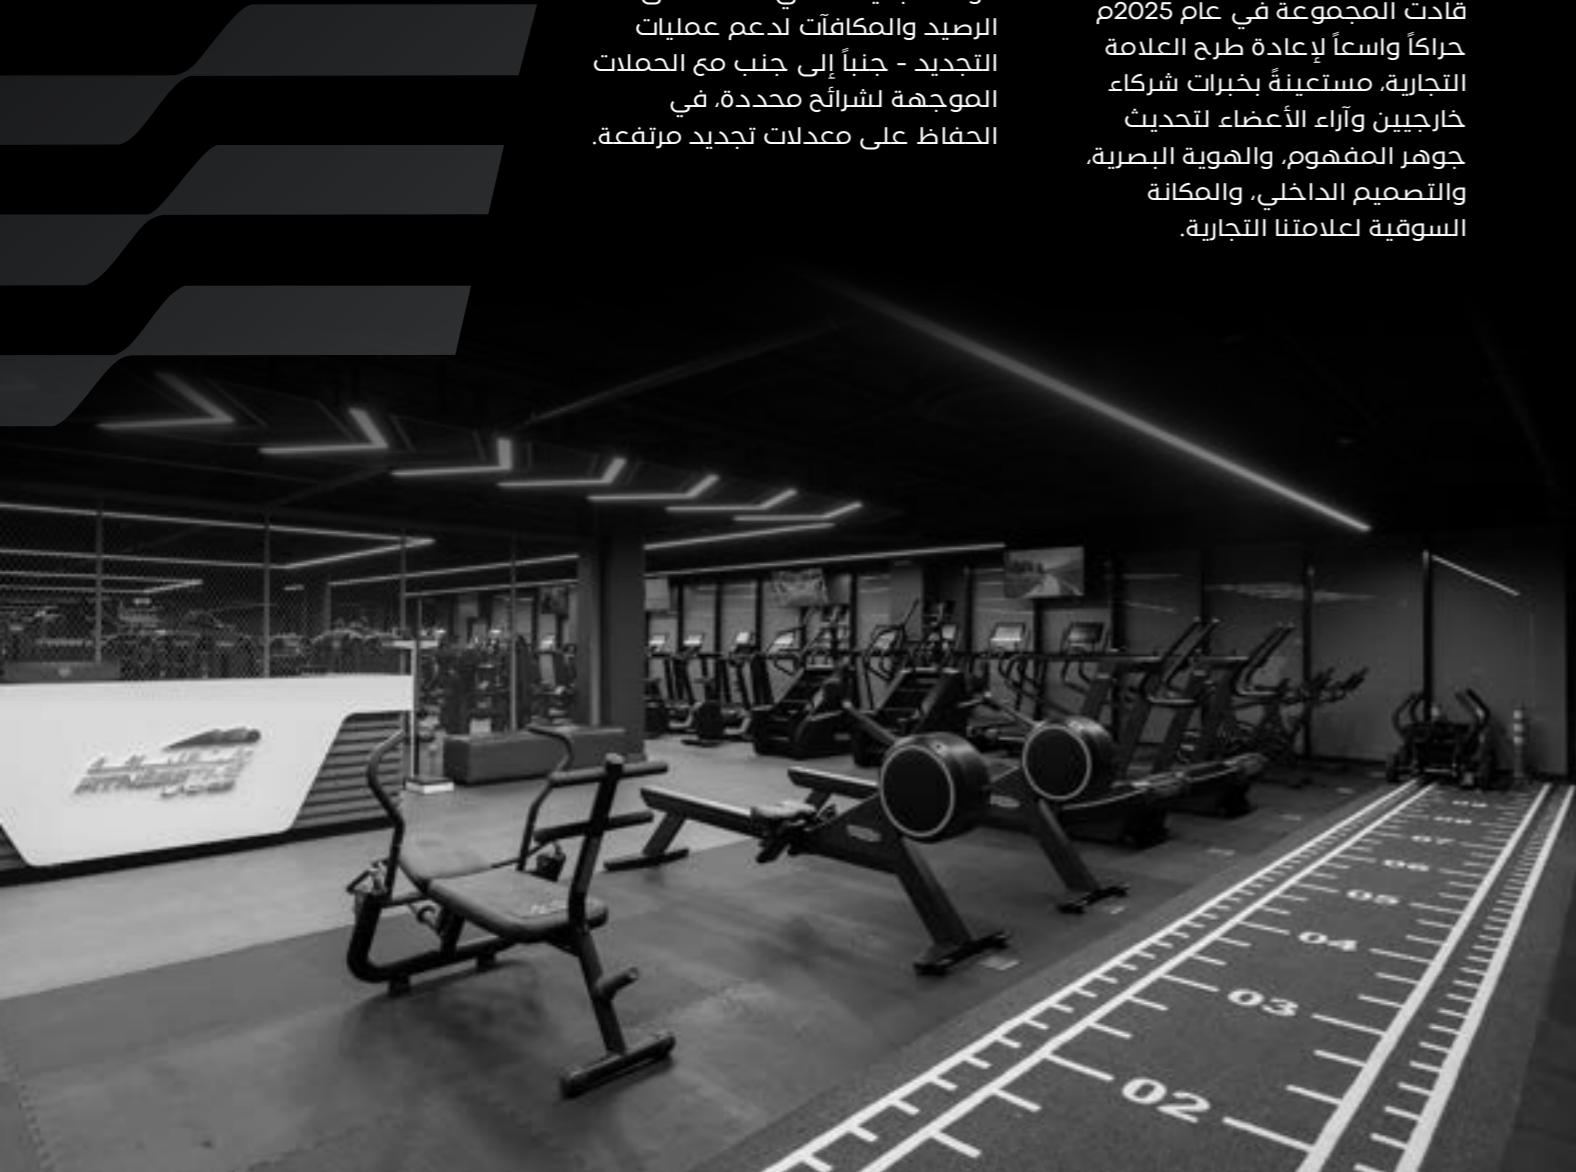 قادت المجموعة في عام 2025م
حراكاً واسعاً لإعادة طرح العلامة
التجارية، مستعينةً بخبرات شركاء
خارجيين وآراء الأعضاء لتحديث
جوهر المفهوم، والهوية البصرية،
والتصميم الداخلي، والمكانة
السوقية لعلامتنا التجارية.
الرصيد والمكافآت لدعم عمليات
التجديد - جنباً إلى جنب مع الحملات
الموجهة لشرائح محددة، في
الحفاظ على معدلات تجديد مرتفعة.
07
06
05
04
03
02